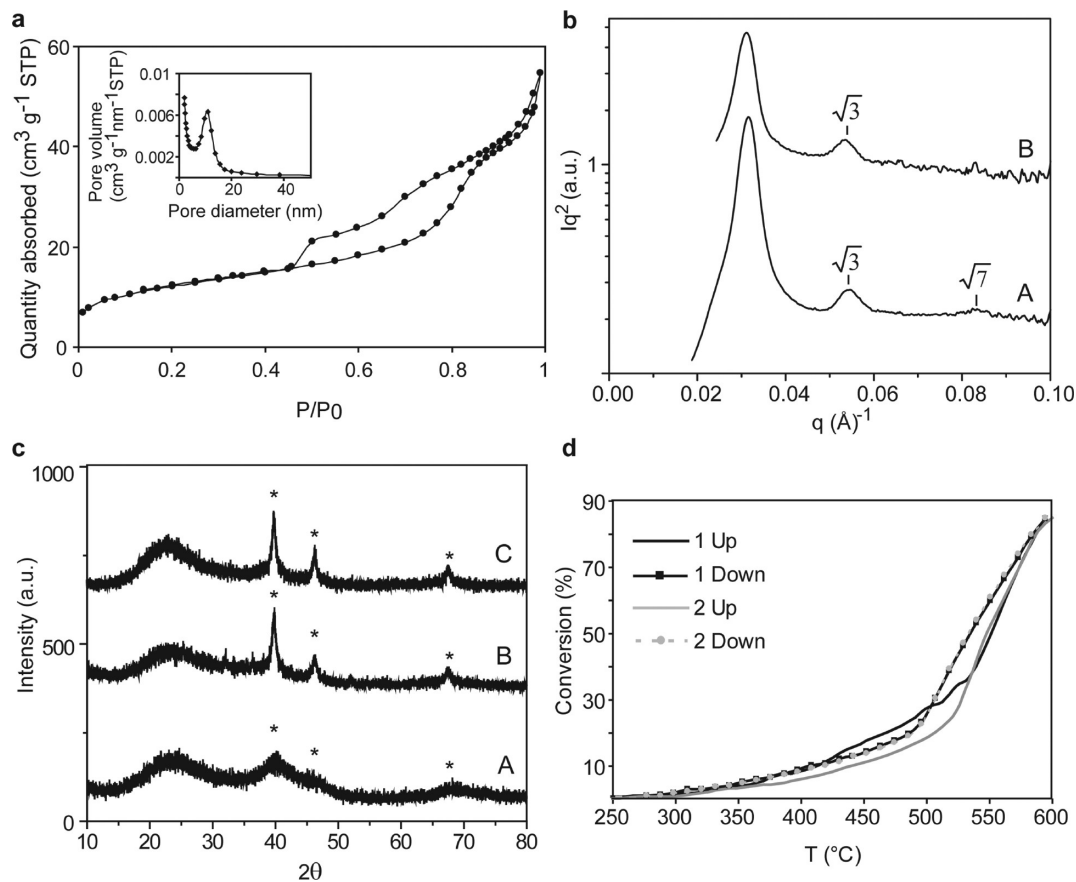 a
Quantity absorbed (cm³ g⁻¹ STP)
60
40
20
0
0
0.2
0.4
0.6
0.8
1
P/P0
Pore volume
(cm³ g⁻¹nm⁻¹STP)
0.01
0.006
0.002
0
20
40
Pore diameter (nm)
b
Iq² (a.u.)
1
√3
B
√3
√7
A
0.00
0.02
0.04
0.06
0.08
0.10
q (Å)⁻¹
c
Intensity (a.u.)
1000
500
0
* * *
C
* * *
B
* * *
A
10
20
30
40
50
60
70
80
2θ
d
Conversion (%)
90
70
50
30
10
1 Up
1 Down
2 Up
2 Down
250
300
350
400
450
500
550
600
T (°C)